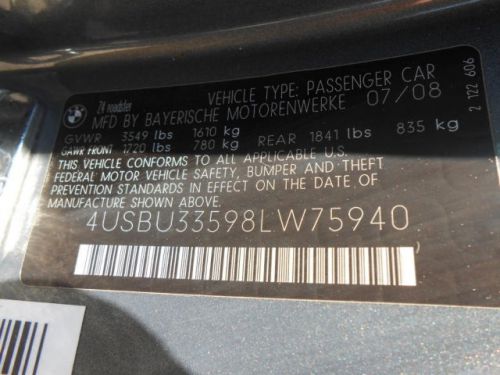 BMW
Z4 roadster
VEHICLE TYPE: PASSENGER CAR
MFD BY BAYERISCHE MOTORENWERKE 07/08
GVWR 3549 lbs 1610 kg
GAWR FRONT 1720 lbs 780 kg REAR 1841 lbs 835 kg
THIS VEHICLE CONFORMS TO ALL APPLICABLE U.S.
FEDERAL MOTOR VEHICLE SAFETY, BUMPER AND THEFT
PREVENTION STANDARDS IN EFFECT ON THE DATE
OF MANUFACTURE SHOWN ABOVE.
4USBU33598LW75940
2 122 606